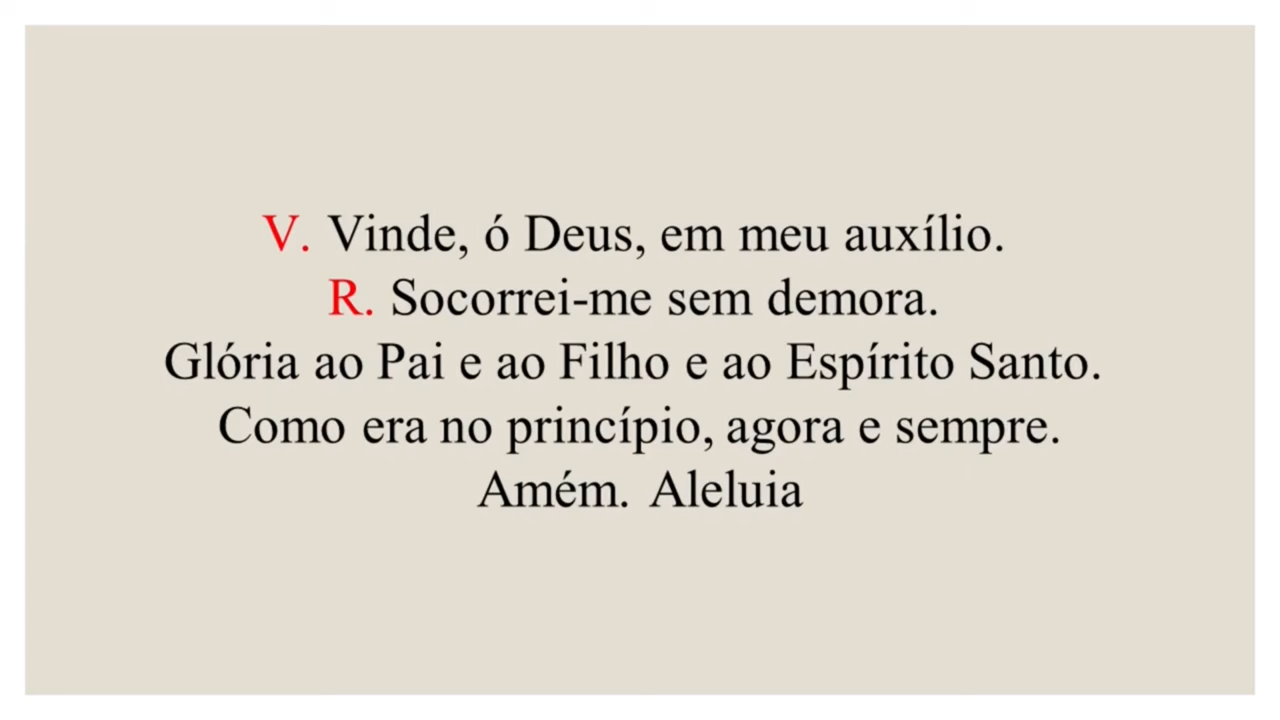 V. Vinde, ó Deus, em meu auxílio.
R. Socorrei-me sem demora.
Glória ao Pai e ao Filho e ao Espírito Santo.
Como era no princípio, agora e sempre.
Amém. Aleluia